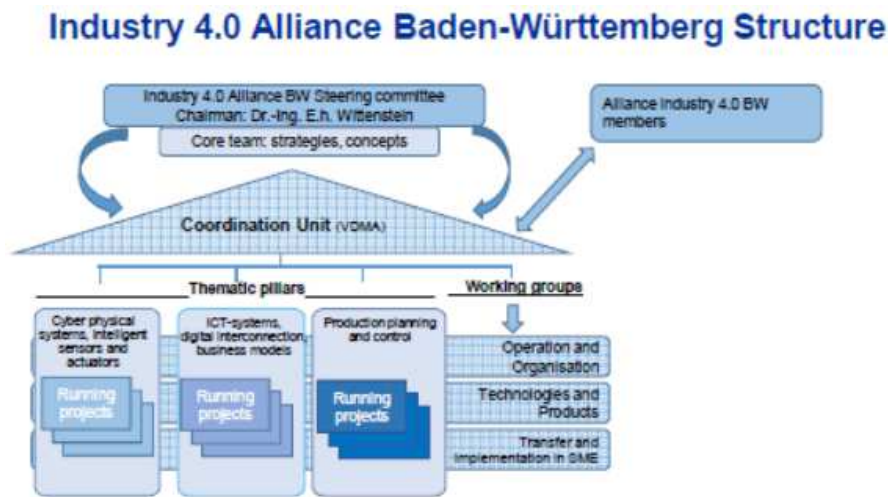 Industry 4.0 Alliance Baden-Württemberg Structure
Industry 4.0 Alliance BW Steering committee
Chairman: Dr.-Ing. E.h. Wittenstein
Core team: strategies, concepts
Alliance Industry 4.0 BW
members
Coordination Unit (VDMA)
Thematic pillars
Working groups
Cyber physical
systems, intelligent
sensors and
actuators
Running
projects
ICT-systems,
digital interconnection,
business models
Running
projects
Production planning
and control
Running
projects
Operation and
Organisation
Technologies and
Products
Transfer and
Implementation in SME